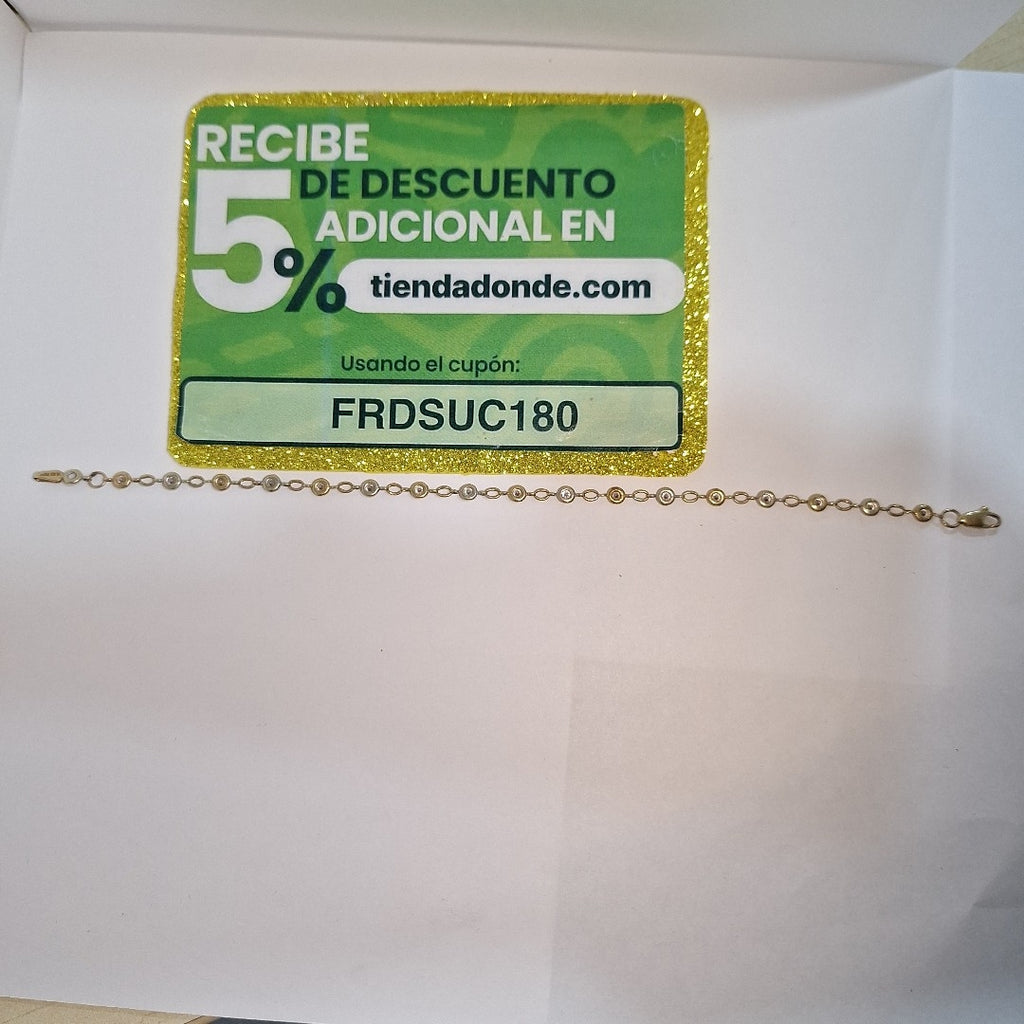 RECIBE
5% DE DESCUENTO
ADICIONAL EN
tiendadonde.com
Usando el cupón:
FRDSUC180